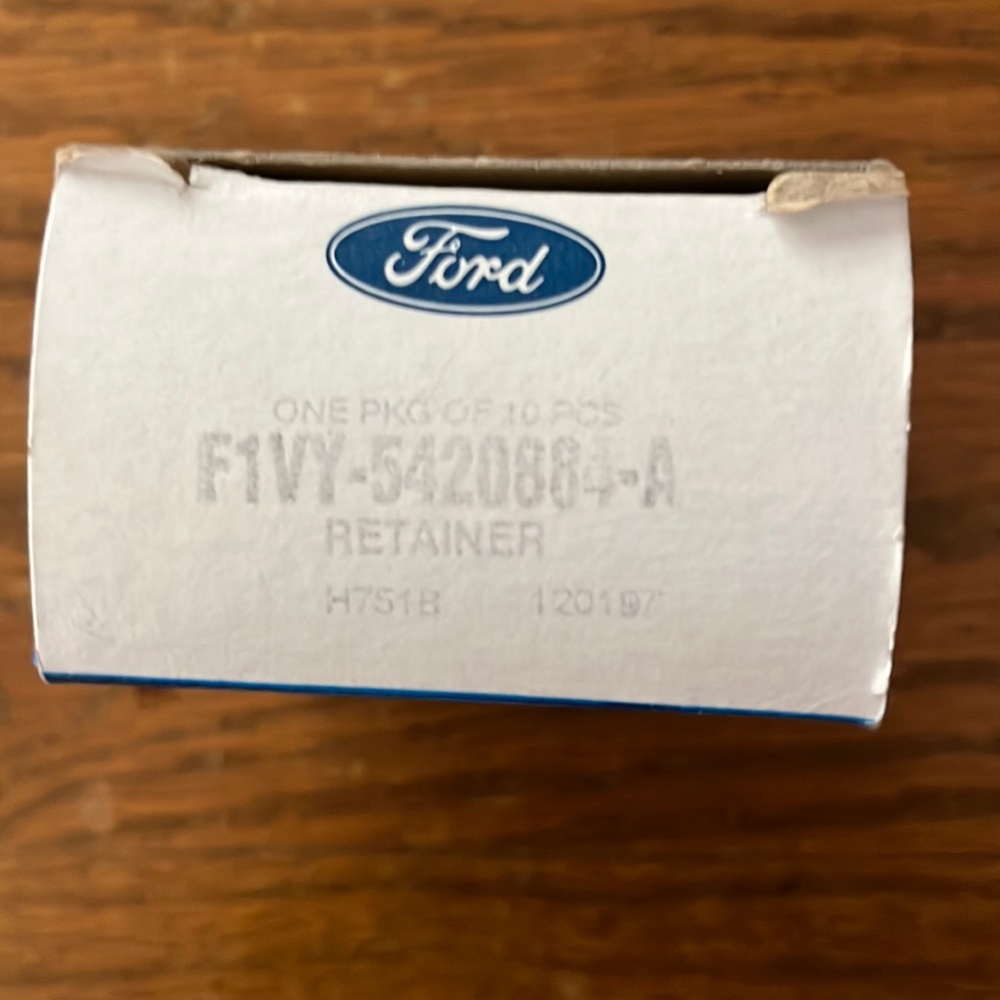 Ford
ONE PKG OF 10 PCS
F1VY-5420884-A
RETAINER
H751B 120197